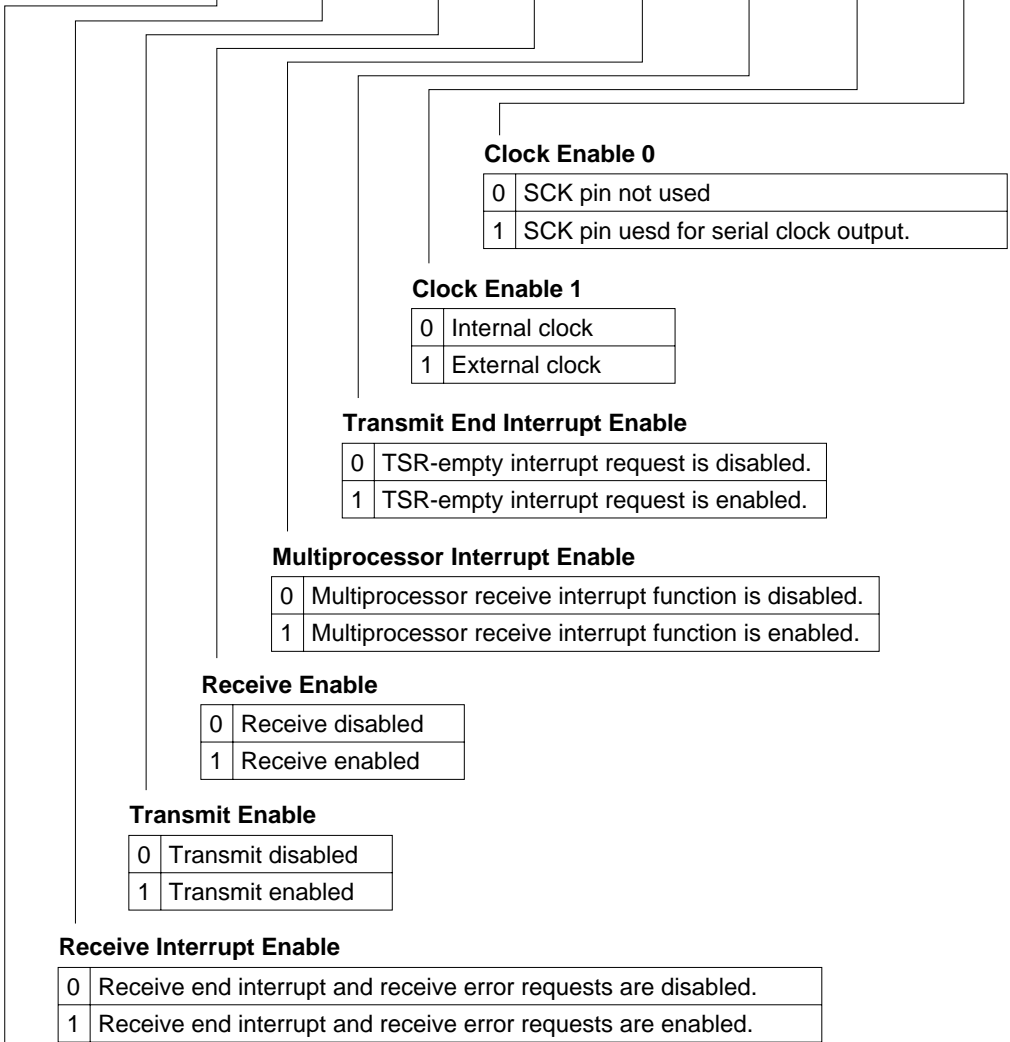 Clock Enable 0
0 SCK pin not used
1 SCK pin uesd for serial clock output.
Clock Enable 1
0 Internal clock
1 External clock
Transmit End Interrupt Enable
0 TSR-empty interrupt request is disabled.
1 TSR-empty interrupt request is enabled.
Multiprocessor Interrupt Enable
0 Multiprocessor receive interrupt function is disabled.
1 Multiprocessor receive interrupt function is enabled.
Receive Enable
0 Receive disabled
1 Receive enabled
Transmit Enable
0 Transmit disabled
1 Transmit enabled
Receive Interrupt Enable
0 Receive end interrupt and receive error requests are disabled.
1 Receive end interrupt and receive error requests are enabled.